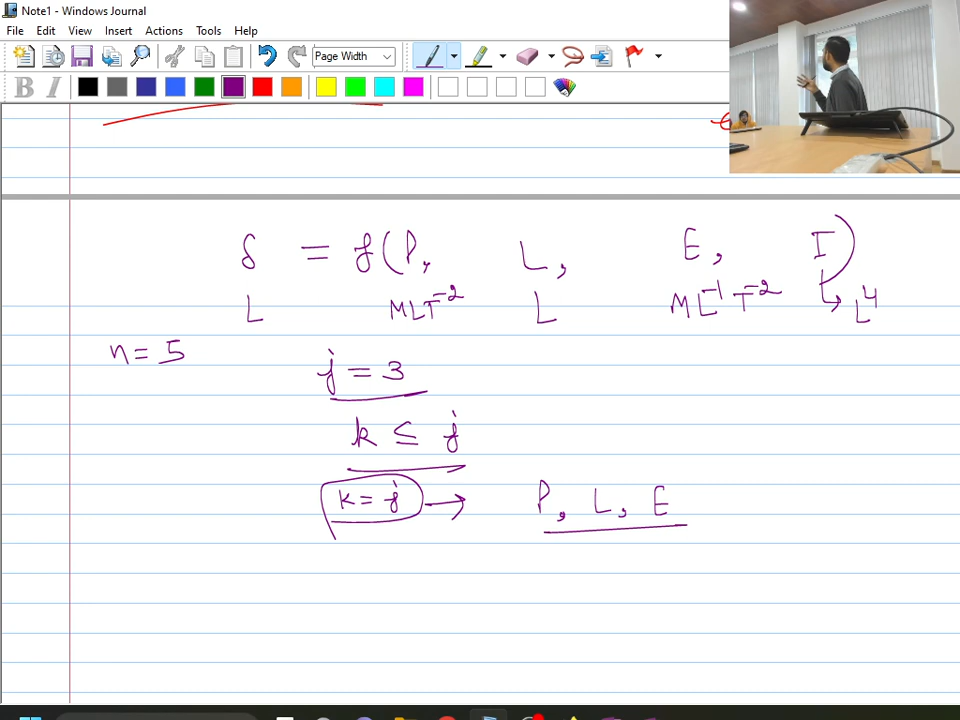 Note1 - Windows Journal
File Edit View Insert Actions Tools Help
Page Width
B I
δ = f(P, L, E, I)
L MLT⁻² L ML⁻¹T⁻² ↳ L⁴
n = 5
j = 3
k ≤ j
k = j → P, L, E